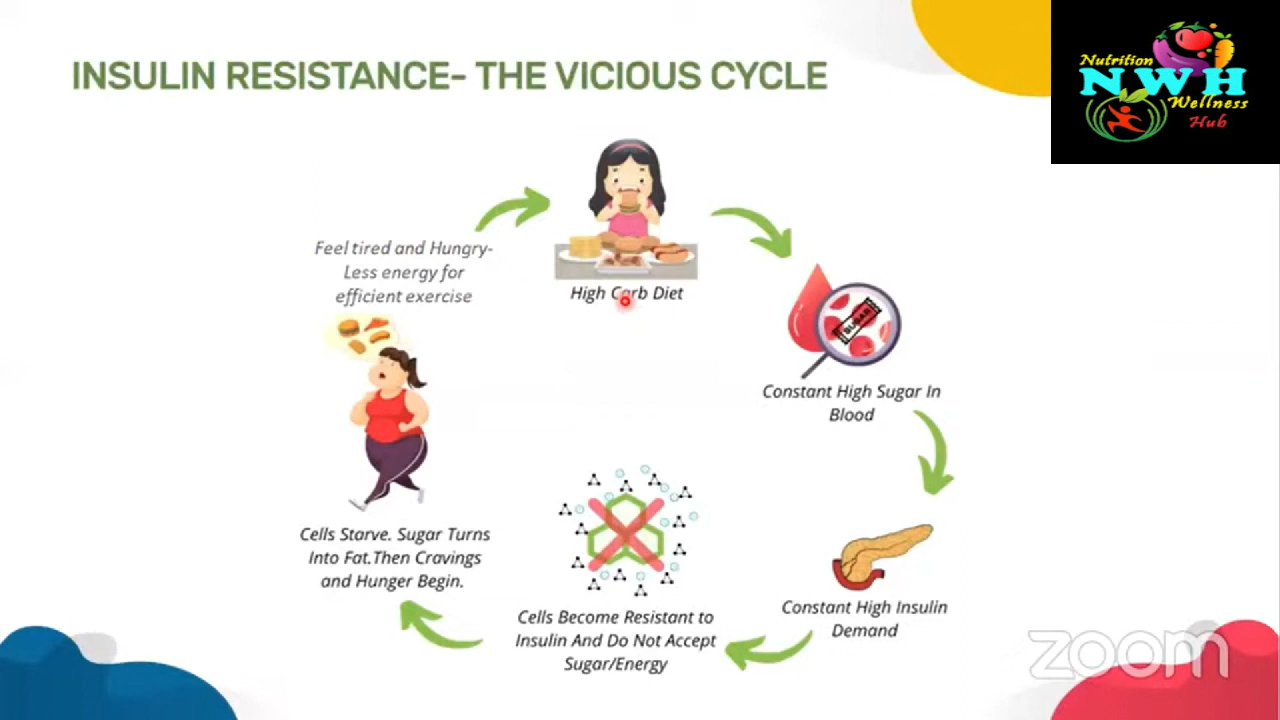 INSULIN RESISTANCE- THE VICIOUS CYCLE
Nutrition
NWH
Wellness
Hub
High Carb Diet
SUGAR
Constant High Sugar In
Blood
Constant High Insulin
Demand
Cells Become Resistant to
Insulin And Do Not Accept
Sugar/Energy
Cells Starve. Sugar Turns
Into Fat.Then Cravings
and Hunger Begin.
Feel tired and Hungry-
Less energy for
efficient exercise
zoom